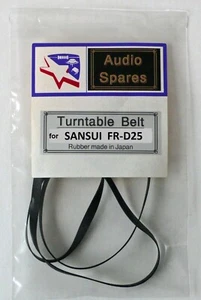 Audio
Spares
Turntable Belt
for SANSUI FR-D25
Rubber made in Japan